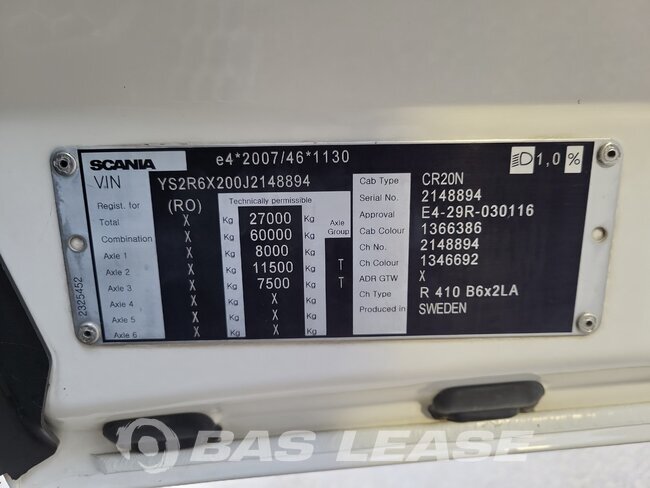 SCANIA e4*2007/46*1130 1,0 %
VIN YS2R6X200J2148894 Cab Type CR20N
Regist. for (RO) Technically permissible Serial No. 2148894
Total X Kg 27000 Kg Axle Group Approval E4-29R-030116
Combination X Kg 60000 Kg Cab Colour 1366386
Axle 1 X Kg 8000 Kg Ch No. 2148894
Axle 2 X Kg 11500 Kg T Ch Colour 1346692
Axle 3 X Kg 7500 Kg T ADR GTW X
Axle 4 X Kg X Kg Ch Type R 410 B6x2LA
Axle 5 X Kg X Kg Produced in SWEDEN
Axle 6 X Kg X Kg
2325452
BAS LEASE